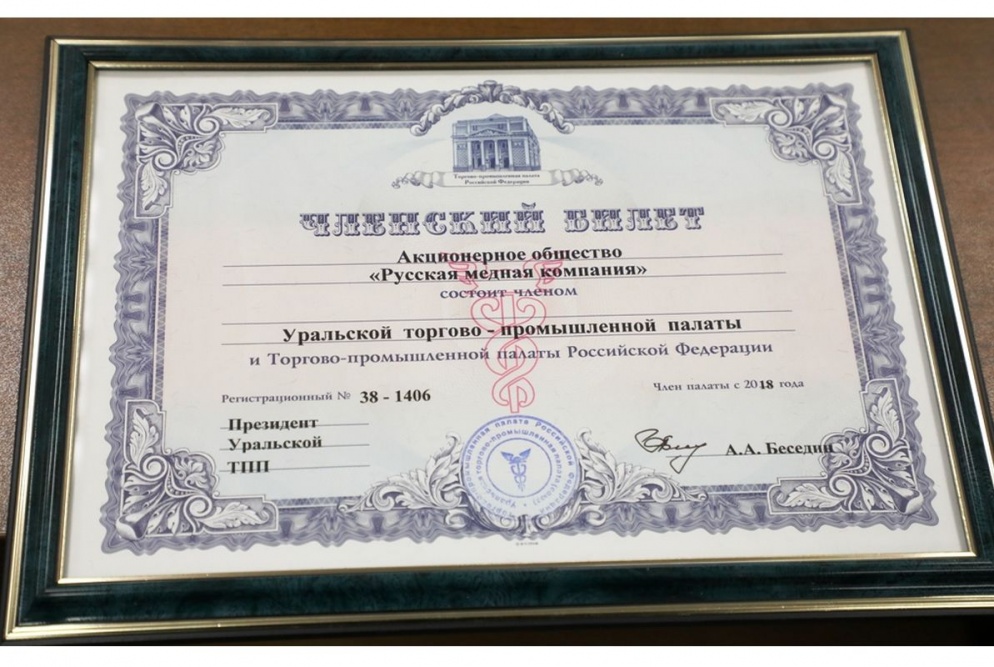 Торгово-промышленная палата
Российской Федерации
ЧЛЕНСКИЙ БИЛЕТ
Акционерное общество
«Русская медная компания»
состоит членом
Уральской торгово - промышленной палаты
и Торгово-промышленной палаты Российской Федерации
Регистрационный № 38 - 1406
Член палаты с 2018 года
Президент
Уральской
ТПП
А.А. Беседин